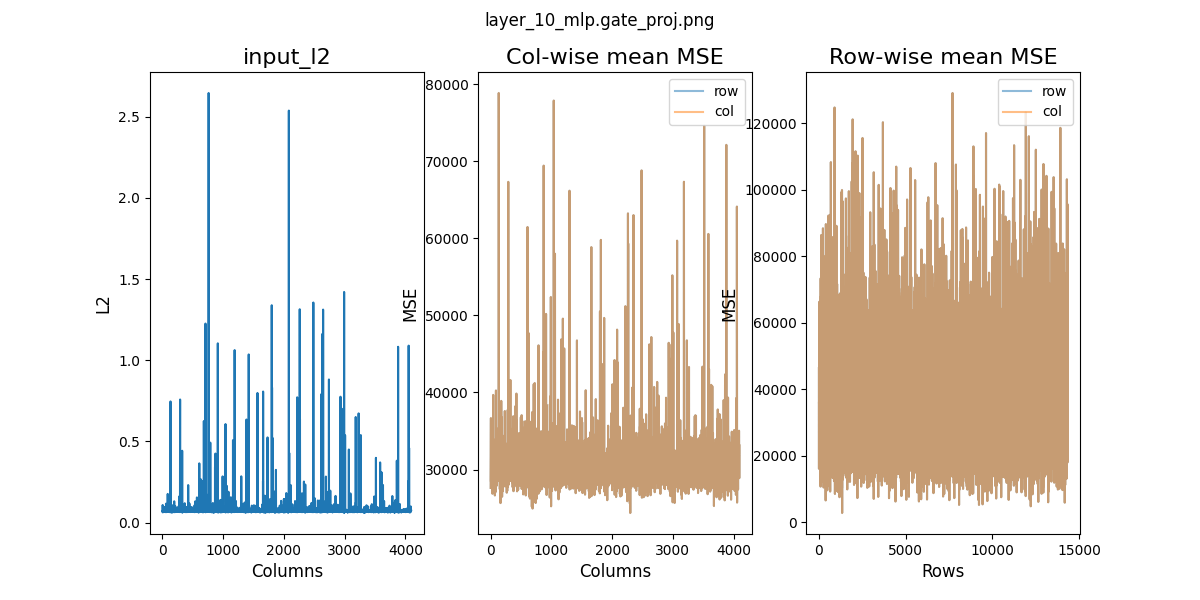 layer_10_mlp.gate_proj.png
input_l2
L2
2.5
2.0
1.5
1.0
0.5
0.0
0
1000
2000
3000
4000
Columns
Col-wise mean MSE
MSE
80000
70000
60000
50000
40000
30000
row
col
0
1000
2000
3000
4000
Columns
Row-wise mean MSE
MSE
120000
100000
80000
60000
40000
20000
0
row
col
0
5000
10000
15000
Rows